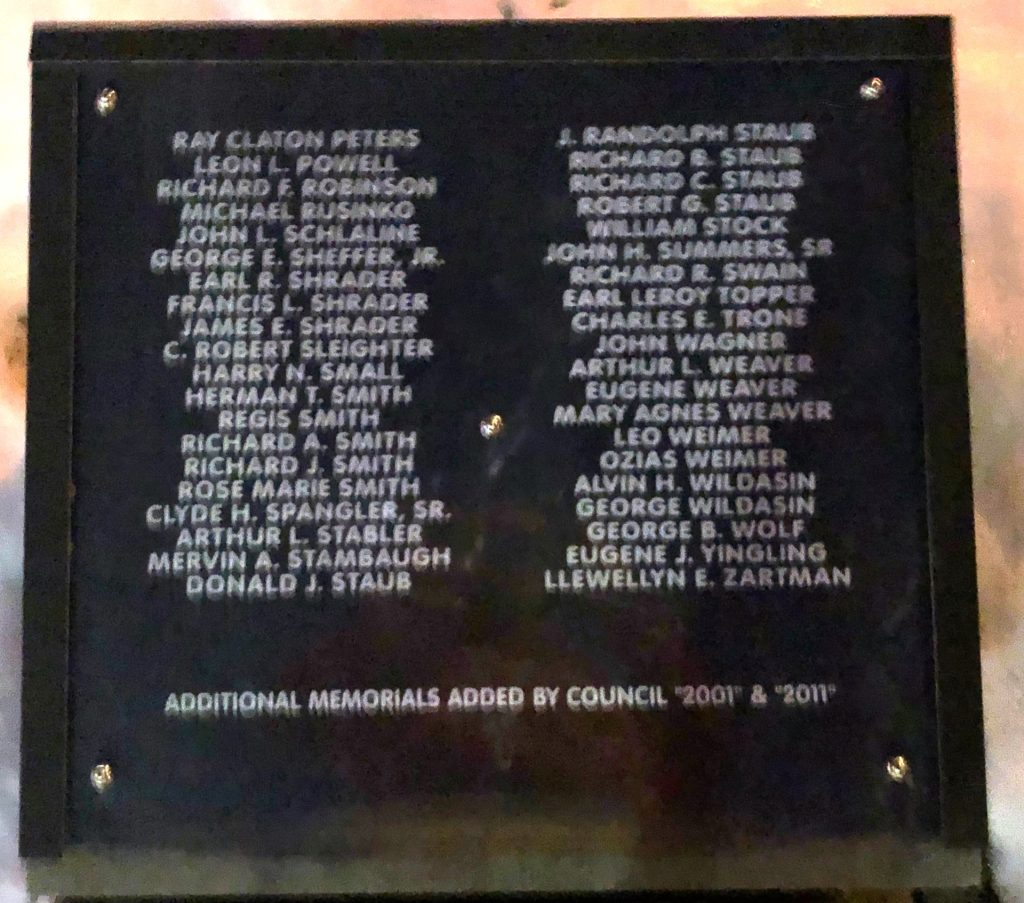 RAY CLATON PETERS
LEON L. POWELL
RICHARD F. ROBINSON
MICHAEL RUSINKO
JOHN L. SCHLALINE
GEORGE E. SHEFFER, JR.
EARL R. SHRADER
FRANCIS L. SHRADER
JAMES E. SHRADER
C. ROBERT SLEIGHTER
HARRY N. SMALL
HERMAN T. SMITH
REGIS SMITH
RICHARD A. SMITH
RICHARD J. SMITH
ROSE MARIE SMITH
CLYDE H. SPANGLER, SR.
ARTHUR L. STABLER
MERVIN A. STAMBAUGH
DONALD J. STAUB
J. RANDOLPH STAUB
RICHARD B. STAUB
RICHARD C. STAUB
ROBERT G. STAUB
WILLIAM STOCK
JOHN H. SUMMERS, SR
RICHARD R. SWAIN
EARL LEROY TOPPER
CHARLES E. TRONE
JOHN WAGNER
ARTHUR L. WEAVER
EUGENE WEAVER
MARY AGNES WEAVER
LEO WEIMER
OZIAS WEIMER
ALVIN H. WILDASIN
GEORGE WILDASIN
GEORGE B. WOLF
EUGENE J. YINGLING
LLEWELLYN E. ZARTMAN
ADDITIONAL MEMORIALS ADDED BY COUNCIL "2001" & "2011"